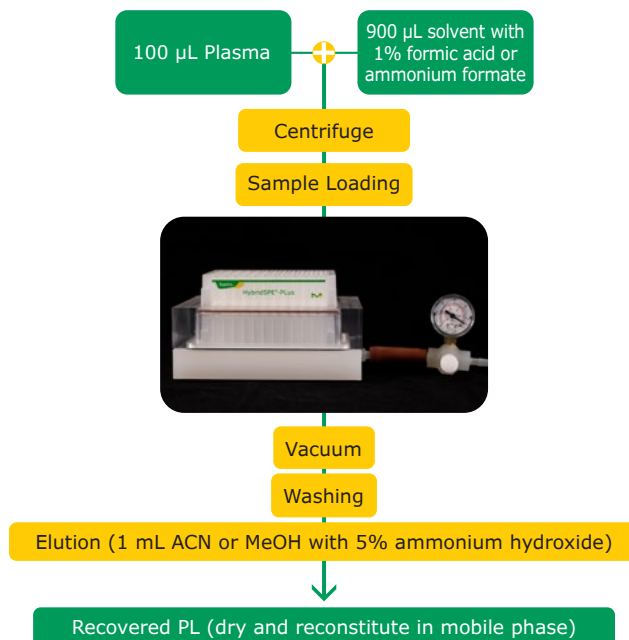 100 µL Plasma
900 µL solvent with
1% formic acid or
ammonium formate
Centrifuge
Sample Loading
HybridSPE®-PLus
Vacuum
Washing
Elution (1 mL ACN or MeOH with 5% ammonium hydroxide)
Recovered PL (dry and reconstitute in mobile phase)